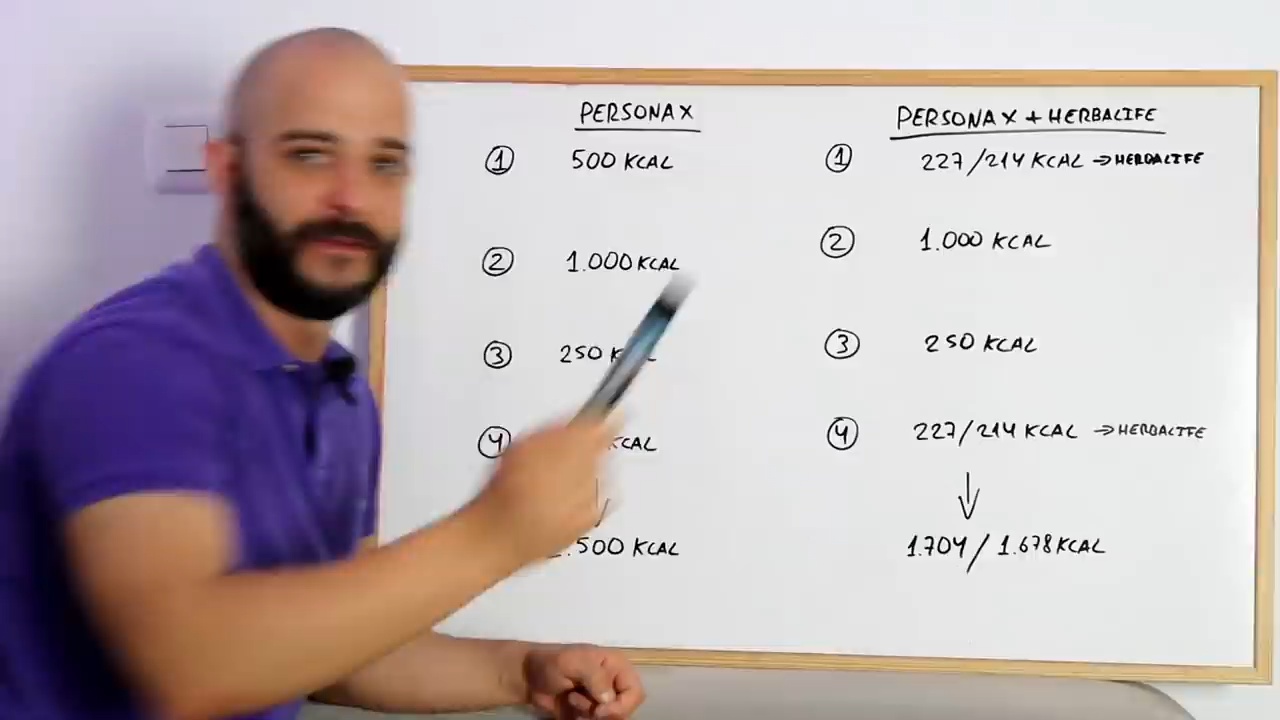 PERSONA X
① 500 KCAL
② 1.000 KCAL
③ 250
④ KCAL
.500 KCAL
PERSONA X + HERBALIFE
① 227/214 KCAL → HERBALIFE
② 1.000 KCAL
③ 250 KCAL
④ 227/214 KCAL → HERBALIFE
↓
1.704/1.678 KCAL